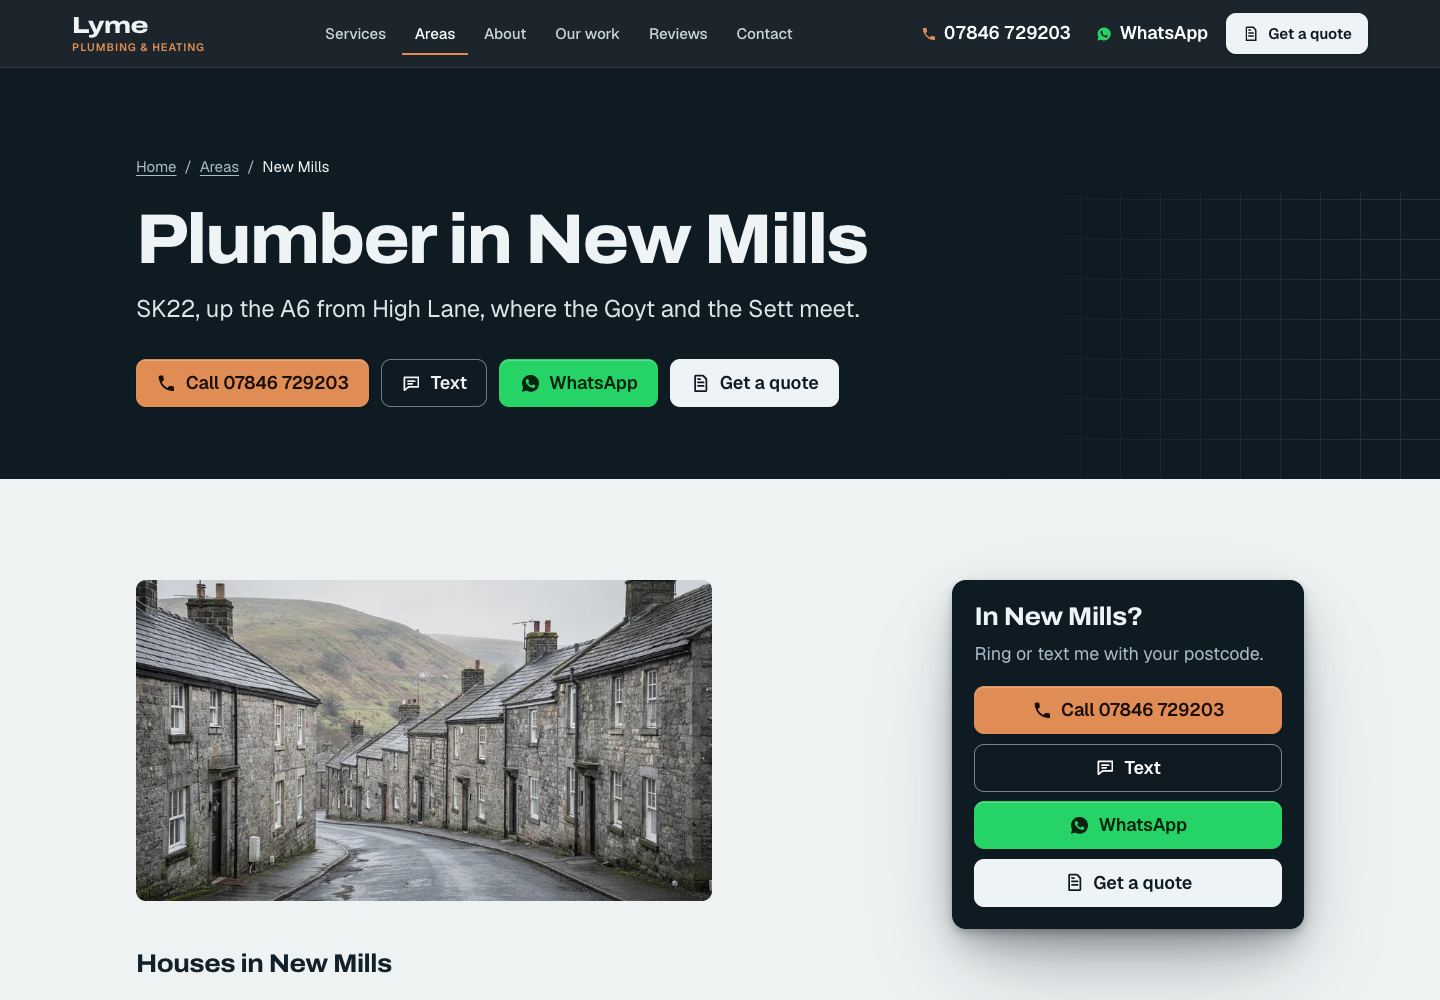 Lyme
PLUMBING & HEATING
Services
Areas
About
Our work
Reviews
Contact
07846 729203
WhatsApp
Get a quote
Home / Areas / New Mills
Plumber in New Mills
SK22, up the A6 from High Lane, where the Goyt and the Sett meet.
Call 07846 729203
Text
WhatsApp
Get a quote
In New Mills?
Ring or text me with your postcode.
Call 07846 729203
Text
WhatsApp
Get a quote
Houses in New Mills